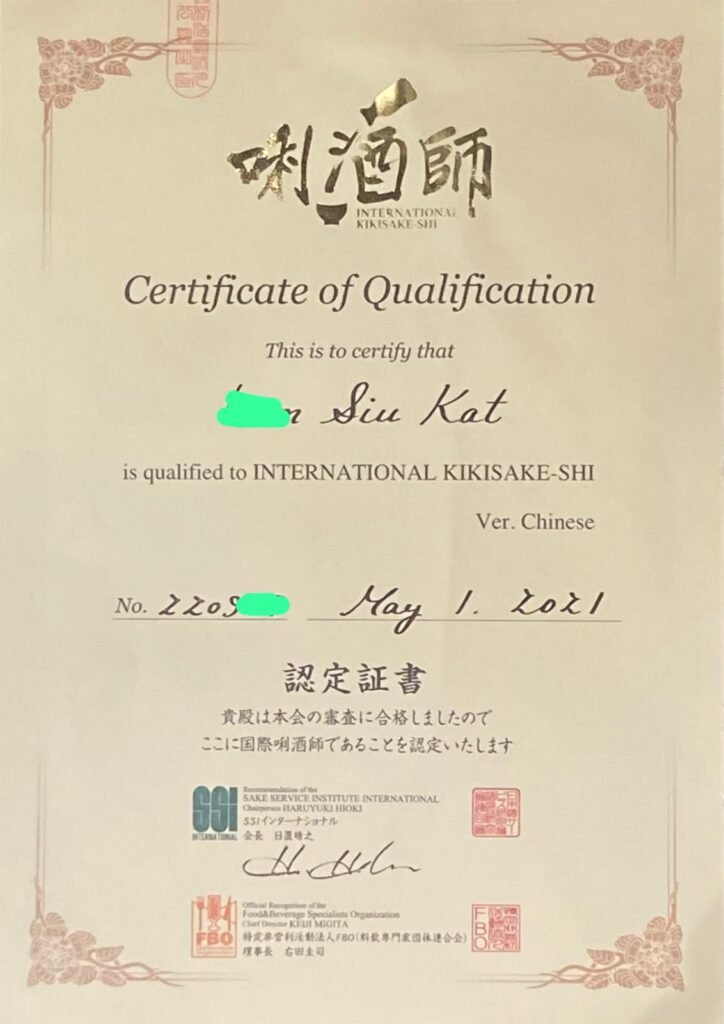 唎酒師
INTERNATIONAL
KIKISAKE-SHI
Certificate of Qualification
This is to certify that
Siu Kat
is qualified to INTERNATIONAL KIKISAKE-SHI
Ver. Chinese
No. 2209 May 1. 2021
認定証書
貴殿は本会の審査に合格しましたので
ここに国際唎酒師であることを認定いたします
SSI
INTERNATIONAL
Recommendation of the
SAKE SERVICE INSTITUTE INTERNATIONAL
Chairperson HARUYUKI HIOKI
SSIインターナショナル
会長 日置晴之
FBO
Official Recognition of the
Food&Beverage Specialists Organization
Chief Director KEIJI MIGITA
特定非営利活動法人FBO(料飲専門家団体連合会)
理事長 右田圭司
FBO